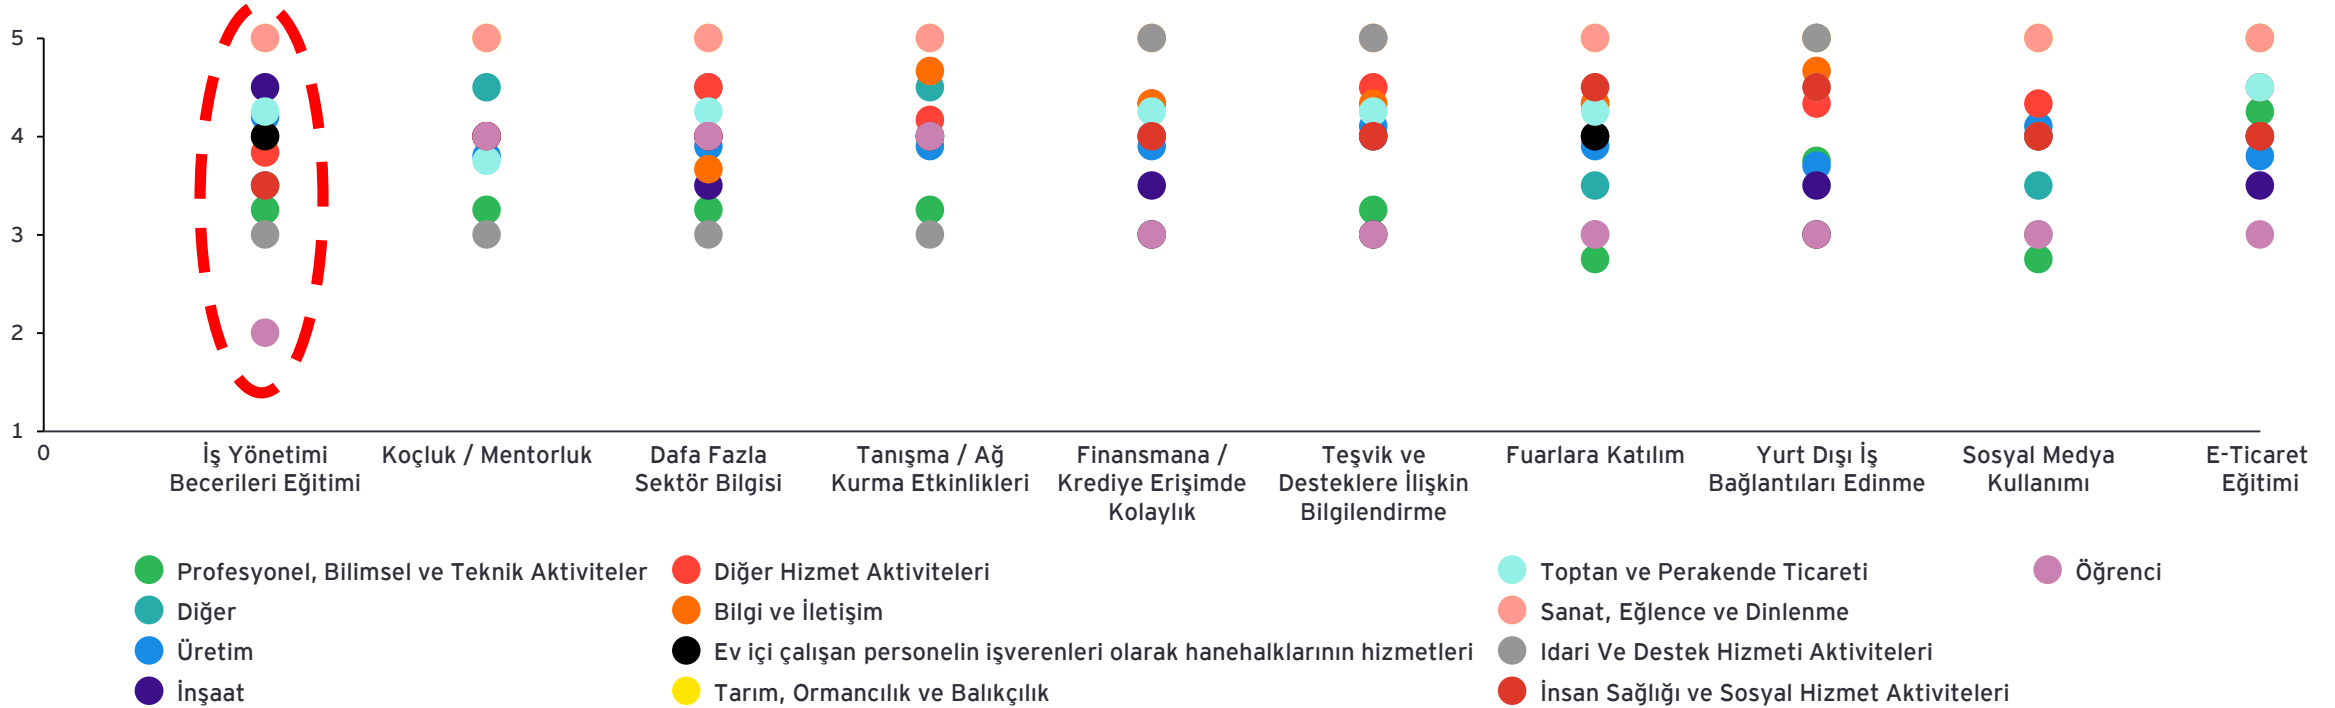 5
4
3
2
1
0
İş Yönetimi
Becerileri Eğitimi
Koçluk / Mentorluk
Dafa Fazla
Sektör Bilgisi
Tanışma / Ağ
Kurma Etkinlikleri
Finansmana /
Krediye Erişimde
Kolaylık
Teşvik ve
Desteklere İlişkin
Bilgilendirme
Fuarlara Katılım
Yurt Dışı İş
Bağlantıları Edinme
Sosyal Medya
Kullanımı
E-Ticaret
Eğitimi
Profesyonel, Bilimsel ve Teknik Aktiviteler
Diğer
Üretim
İnşaat
Diğer Hizmet Aktiviteleri
Bilgi ve İletişim
Ev içi çalışan personelin işverenleri olarak hanehalklarının hizmetleri
Tarım, Ormancılık ve Balıkçılık
Toptan ve Perakende Ticareti
Sanat, Eğlence ve Dinlenme
Idari Ve Destek Hizmeti Aktiviteleri
İnsan Sağlığı ve Sosyal Hizmet Aktiviteleri
Öğrenci